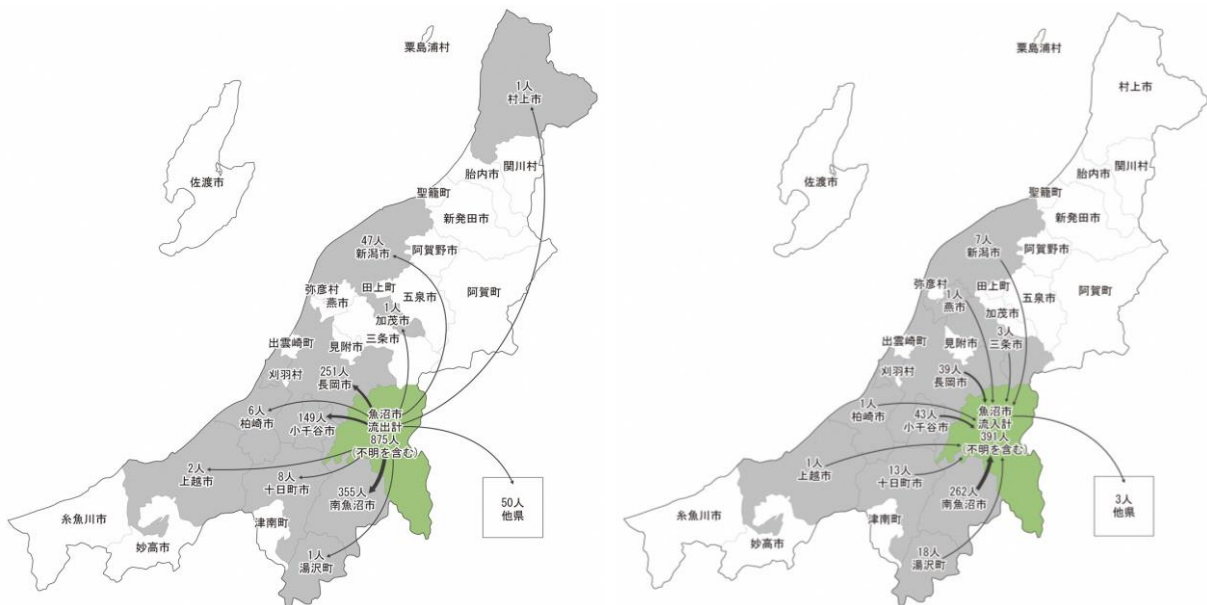 粟島浦村
1人
村上市
関川村
胎内市
聖籠町
新発田市
佐渡市
47人
新潟市
阿賀野市
田上町
五泉市
阿賀町
弥彦村
燕市
1人
加茂市
三条市
出雲崎町
見附市
刈羽村
251人
長岡市
6人
柏崎市
149人
小千谷市
魚沼市
流出計
875人
(不明を含む)
2人
上越市
8人
十日町市
355人
南魚沼市
50人
他県
糸魚川市
妙高市
津南町
1人
湯沢町
粟島浦村
村上市
関川村
胎内市
聖籠町
新発田市
佐渡市
7人
新潟市
阿賀野市
田上町
五泉市
阿賀町
弥彦村
1人
燕市
加茂市
3人
三条市
出雲崎町
見附市
刈羽村
39人
長岡市
1人
柏崎市
43人
小千谷市
魚沼市
流入計
391人
(不明を含む)
1人
上越市
13人
十日町市
262人
南魚沼市
3人
他県
糸魚川市
妙高市
津南町
18人
湯沢町